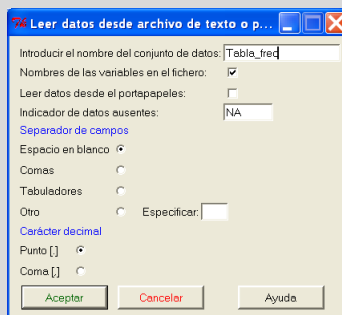 Leer datos desde archivo de texto o p...
Introducir el nombre del conjunto de datos: Tabla_frec
Nombres de las variables en el fichero:
Leer datos desde el portapapeles:
Indicador de datos ausentes: NA
Separador de campos
Espacio en blanco
Comas
Tabuladores
Otro Especificar:
Carácter decimal
Punto [.]
Coma [,]
Aceptar Cancelar Ayuda